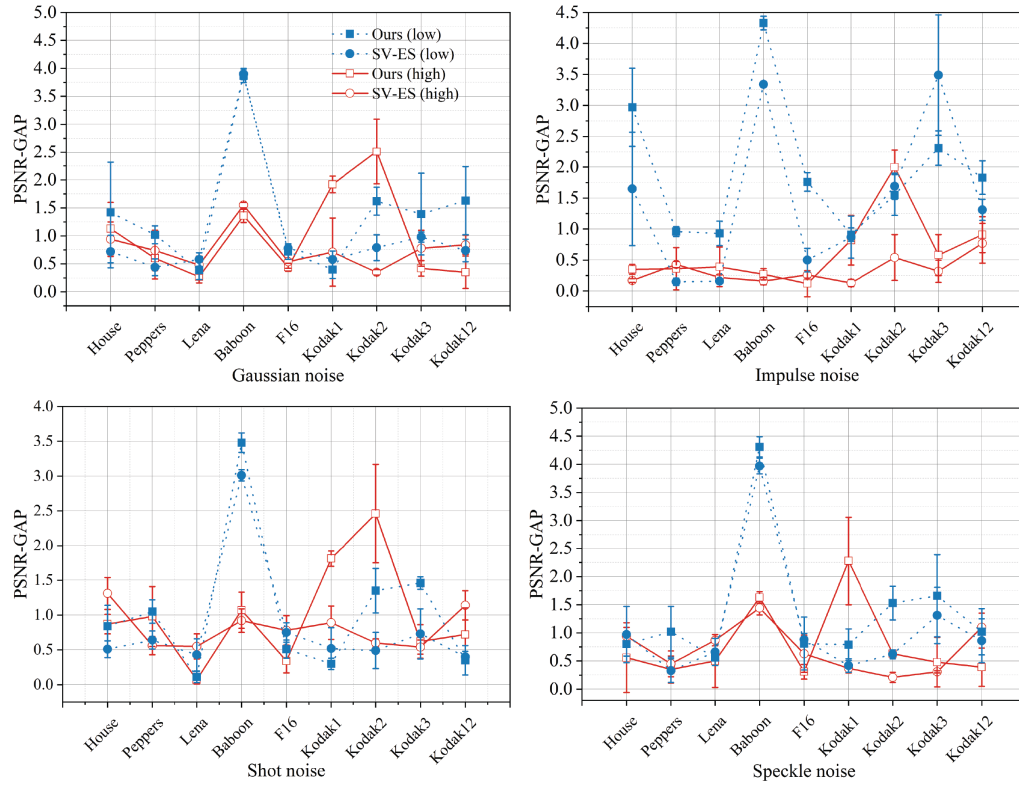 5.0
4.5
4.0
3.5
3.0
2.5
2.0
1.5
1.0
0.5
0.0
PSNR-GAP
Ours (low)
SV-ES (low)
Ours (high)
SV-ES (high)
House
Peppers
Lena
Baboon
F16
Kodak1
Kodak2
Kodak3
Kodak12
Gaussian noise
4.5
4.0
3.5
3.0
2.5
2.0
1.5
1.0
0.5
0.0
PSNR-GAP
House
Peppers
Lena
Baboon
F16
Kodak1
Kodak2
Kodak3
Kodak12
Impulse noise
4.0
3.5
3.0
2.5
2.0
1.5
1.0
0.5
0.0
PSNR-GAP
House
Peppers
Lena
Baboon
F16
Kodak1
Kodak2
Kodak3
Kodak12
Shot noise
5.0
4.5
4.0
3.5
3.0
2.5
2.0
1.5
1.0
0.5
0.0
PSNR-GAP
House
Peppers
Lena
Baboon
F16
Kodak1
Kodak2
Kodak3
Kodak12
Speckle noise